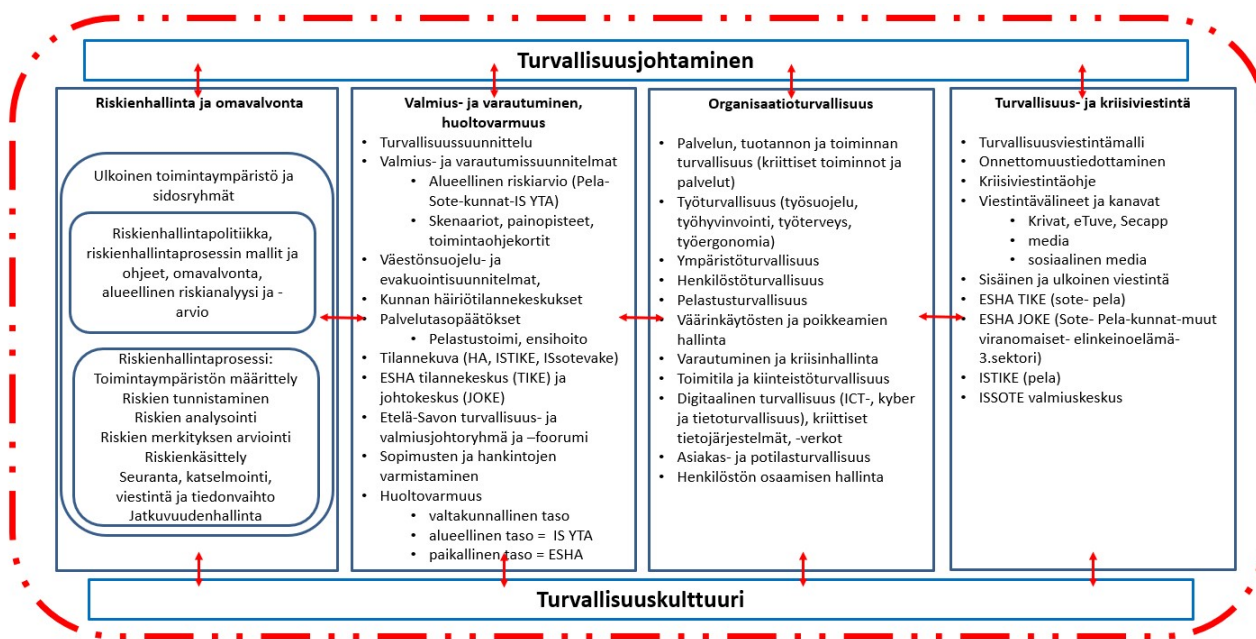 Turvallisuusjohtaminen
Riskienhallinta ja omavalvonta
Ulkoinen toimintaympäristö ja
sidosryhmät
Riskienhallintapolitiikka,
riskienhallintaprosessin mallit ja
ohjeet, omavalvonta,
alueellinen riskianalyysi ja -
arvio
Riskienhallintaprosessi:
Toimintaympäristön määrittely
Riskien tunnistaminen
Riskien analysointi
Riskien merkityksen arviointi
Riskienkäsittely
Seuranta, katselmointi,
viestintä ja tiedonvaihto
Jatkuvuudenhallinta
Valmius- ja varautuminen,
huoltovarmuus
• Turvallisuussuunnittelu
• Valmius- ja varautumissuunnitelmat
• Alueellinen riskiarvio (Pela-
Sote-kunnat-IS YTA)
• Skenaariot, painopisteet,
toimintaohjekortit
• Väestönsuojelu- ja
evakuointisuunnitelmat,
• Kunnan häiriötilannekeskukset
• Palvelutasopäätökset
• Pelastustoimi, ensihoito
• Tilannekuva (HA, ISTIKE, ISsotevake)
• ESHA tilannekeskus (TIKE) ja
johtokeskus (JOKE)
• Etelä-Savon turvallisuus- ja
valmiusjohtoryhmä ja –foorumi
• Sopimusten ja hankintojen
varmistaminen
• Huoltovarmuus
• valtakunnallinen taso
• alueellinen taso = IS YTA
• paikallinen taso = ESHA
Organisaatioturvallisuus
• Palvelun, tuotannon ja toiminnan
turvallisuus (kriittiset toiminnot ja
palvelut)
• Työturvallisuus (työsuojelu,
työhyvinvointi, työterveys,
työergonomia)
• Ympäristöturvallisuus
• Henkilöstöturvallisuus
• Pelastusturvallisuus
• Väärinkäytösten ja poikkeamien
hallinta
• Varautuminen ja kriisinhallinta
• Toimitila ja kiinteistöturvallisuus
• Digitaalinen turvallisuus (ICT-, kyber
ja tietoturvallisuus), kriittiset
tietojärjestelmät, -verkot
• Asiakas- ja potilasturvallisuus
• Henkilöstön osaamisen hallinta
Turvallisuus- ja kriisiviestintä
• Turvallisuusviestintämalli
• Onnettomuustiedottaminen
• Kriisiviestintäohje
• Viestintävälineet ja kanavat
• Krivat, eTuve, Secapp
• media
• sosiaalinen media
• Sisäinen ja ulkoinen viestintä
• ESHA TIKE (sote- pela)
• ESHA JOKE (Sote- Pela-kunnat-muut
viranomaiset- elinkeinoelämä-
3.sektori)
• ISTIKE (pela)
• ISSOTE valmiuskeskus
Turvallisuuskulttuuri